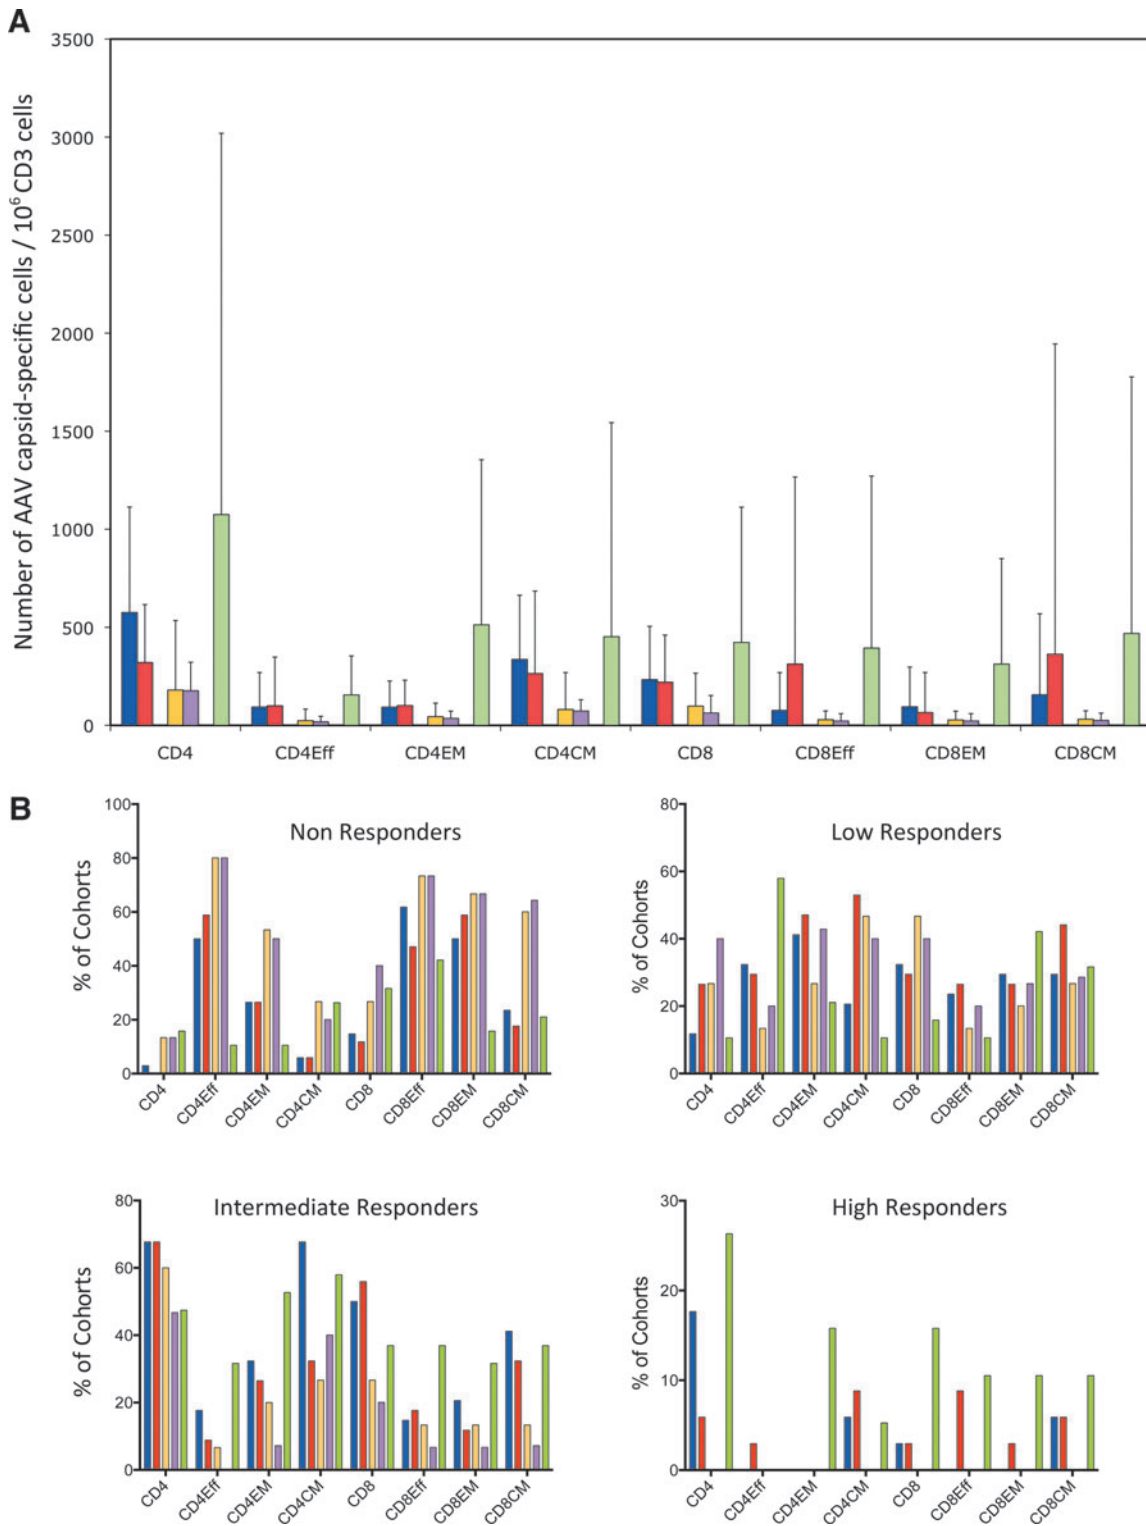 A
Number of AAV capsid-specific cells / 10⁶ CD3 cells
3500
3000
2500
2000
1500
1000
500
0
CD4 CD4Eff CD4EM CD4CM CD8 CD8Eff CD8EM CD8CM
B
Non Responders
% of Cohorts
100
80
60
40
20
0
CD4 CD4Eff CD4EM CD4CM CD8 CD8Eff CD8EM CD8CM
Low Responders
% of Cohorts
80
60
40
20
0
CD4 CD4Eff CD4EM CD4CM CD8 CD8Eff CD8EM CD8CM
Intermediate Responders
% of Cohorts
80
60
40
20
0
CD4 CD4Eff CD4EM CD4CM CD8 CD8Eff CD8EM CD8CM
High Responders
% of Cohorts
30
20
10
0
CD4 CD4Eff CD4EM CD4CM CD8 CD8Eff CD8EM CD8CM